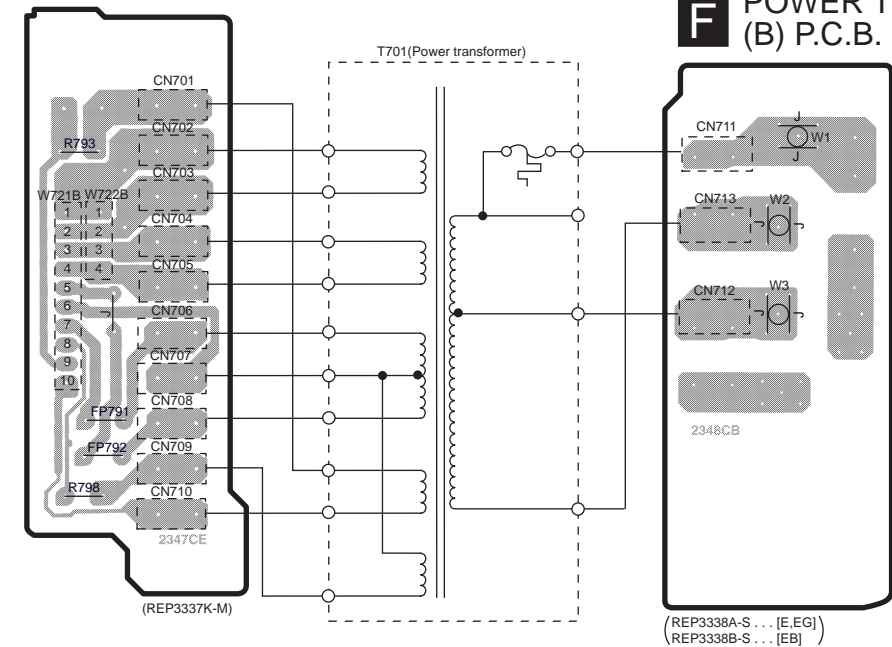 F
POWER T
(B) P.C.B.
T701(Power transformer)
CN701
CN702
CN703
CN704
CN705
CN706
CN707
CN708
CN709
CN710
R793
W721B W722B
1 1
2 2
3 3
4 4
5
6
7
8
9
10
J
FP791
FP792
R798
2347CE
(REP3337K-M)
CN711
J
W1
J
CN713
W2
J J
CN712
W3
J J
2348CB
(REP3338A-S . . . [E,EG]
REP3338B-S . . . [EB])